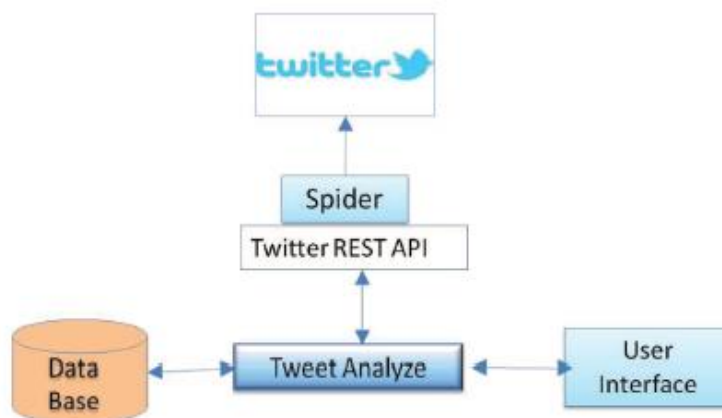 twitter
Spider
Twitter REST API
Data
Base
Tweet Analyze
User
Interface